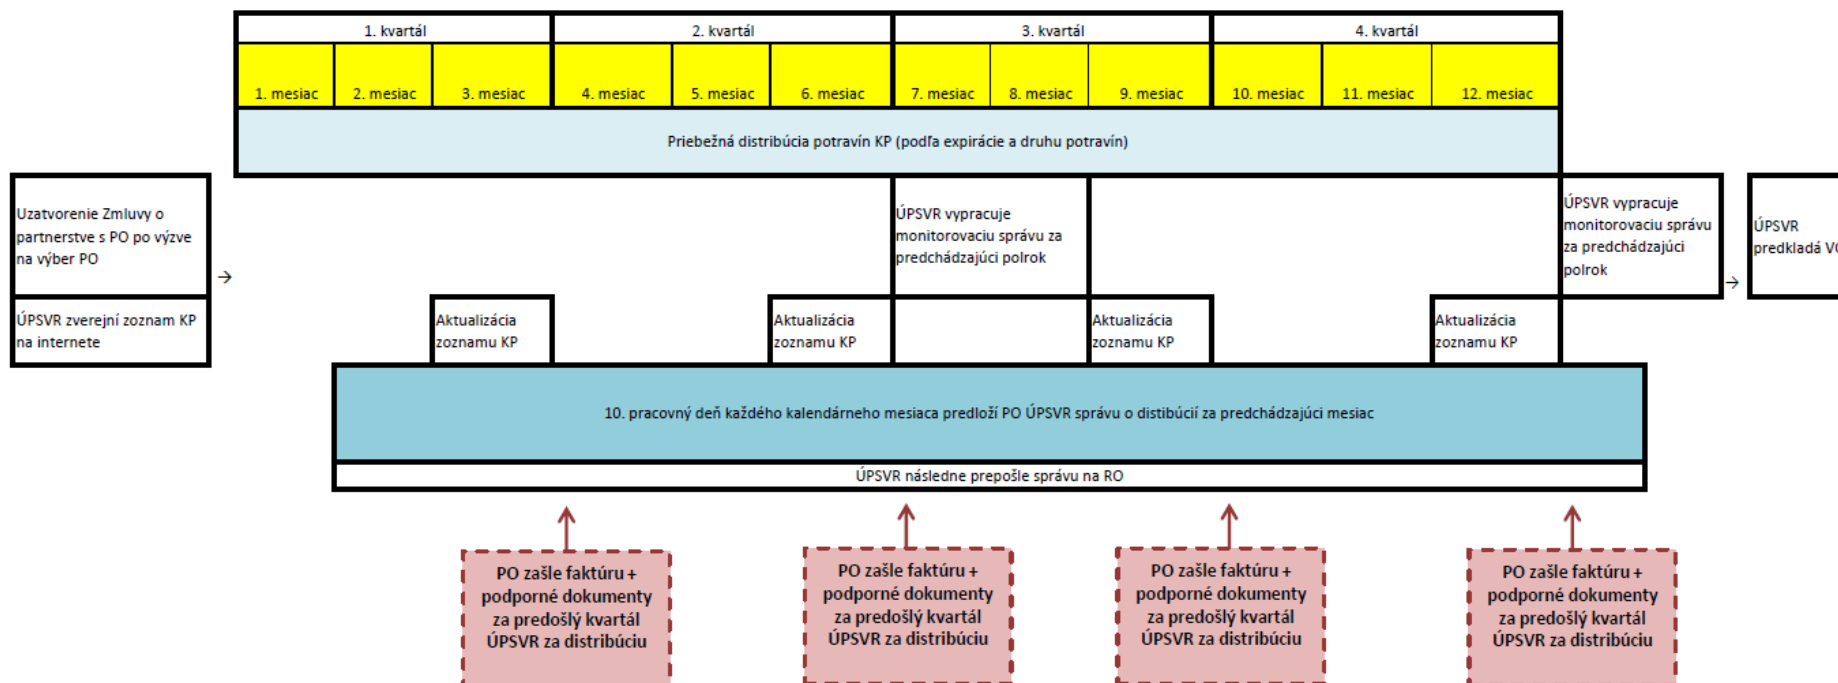 1. kvartál
2. kvartál
3. kvartál
4. kvartál
1. mesiac
2. mesiac
3. mesiac
4. mesiac
5. mesiac
6. mesiac
7. mesiac
8. mesiac
9. mesiac
10. mesiac
11. mesiac
12. mesiac
Priebežná distribúcia potravín KP (podľa expirácie a druhu potravín)
Uzatvorenie Zmluvy o
partnerstve s PO po výzve
na výber PO
→
ÚPSVR zverejní zoznam KP
na internete
ÚPSVR vypracuje
monitorovaciu správu za
predchádzajúci polrok
ÚPSVR vypracuje
monitorovaciu správu
za predchádzajúci
polrok
→
ÚPSVR
predkladá
Aktualizácia
zoznamu KP
Aktualizácia
zoznamu KP
Aktualizácia
zoznamu KP
Aktualizácia
zoznamu KP
10. pracovný deň každého kalendárneho mesiaca predloží PO ÚPSVR správu o distibúcií za predchádzajúci mesiac
ÚPSVR následne prepošle správu na RO
PO zašle faktúru +
podporné dokumenty
za predošlý kvartál
ÚPSVR za distribúciu
PO zašle faktúru +
podporné dokumenty
za predošlý kvartál
ÚPSVR za distribúciu
PO zašle faktúru +
podporné dokumenty
za predošlý kvartál
ÚPSVR za distribúciu
PO zašle faktúru +
podporné dokumenty
za predošlý kvartál
ÚPSVR za distribúciu